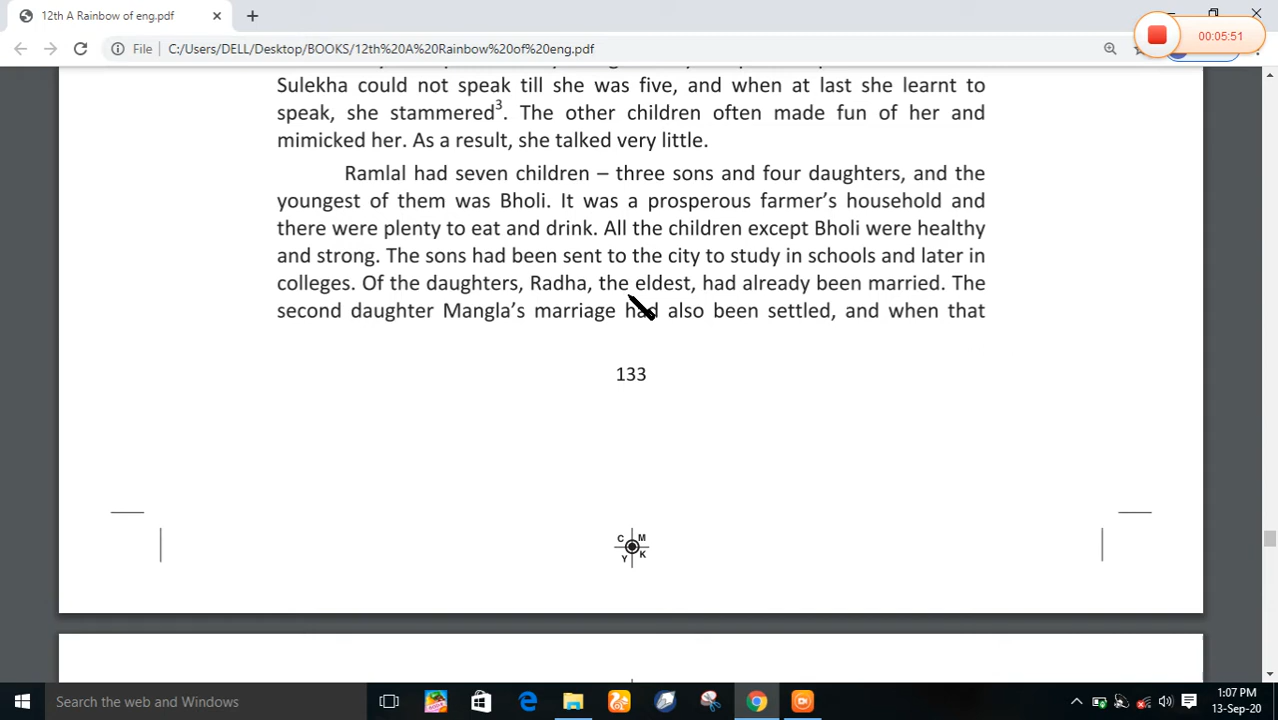 12th A Rainbow of eng.pdf
00:05:51
File
C:/Users/DELL/Desktop/BOOKS/12th%20A%20Rainbow%20of%20eng.pdf
Sulekha could not speak till she was five, and when at last she learnt to
speak, she stammered3. The other children often made fun of her and
mimicked her. As a result, she talked very little.
Ramlal had seven children – three sons and four daughters, and the
youngest of them was Bholi. It was a prosperous farmer's household and
there were plenty to eat and drink. All the children except Bholi were healthy
and strong. The sons had been sent to the city to study in schools and later in
colleges. Of the daughters, Radha, the eldest, had already been married. The
second daughter Mangla's marriage had also been settled, and when that
133
C M
Y K
Search the web and Windows
1:07 PM
13-Sep-20